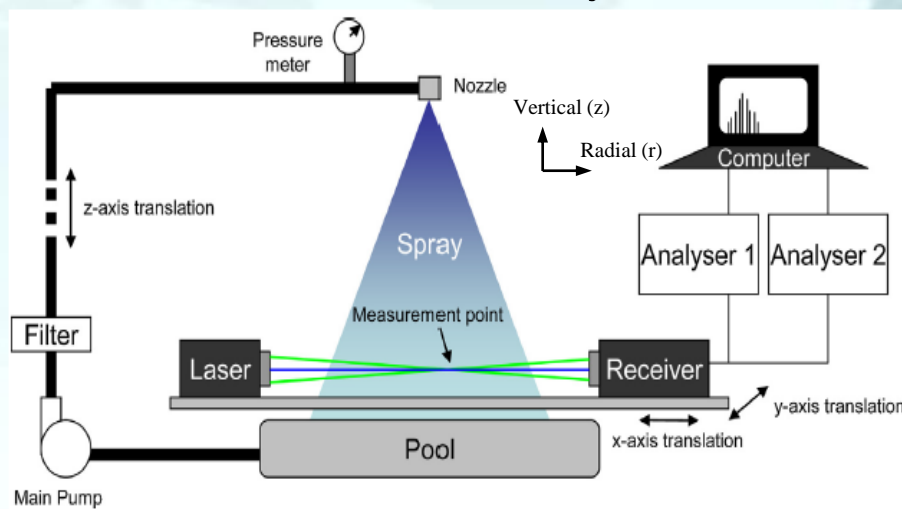 Pressure
meter
Nozzle
Vertical (z)
Radial (r)
Computer
z-axis translation
Spray
Analyser 1
Analyser 2
Measurement point
Filter
Laser
Receiver
y-axis translation
x-axis translation
Pool
Main Pump